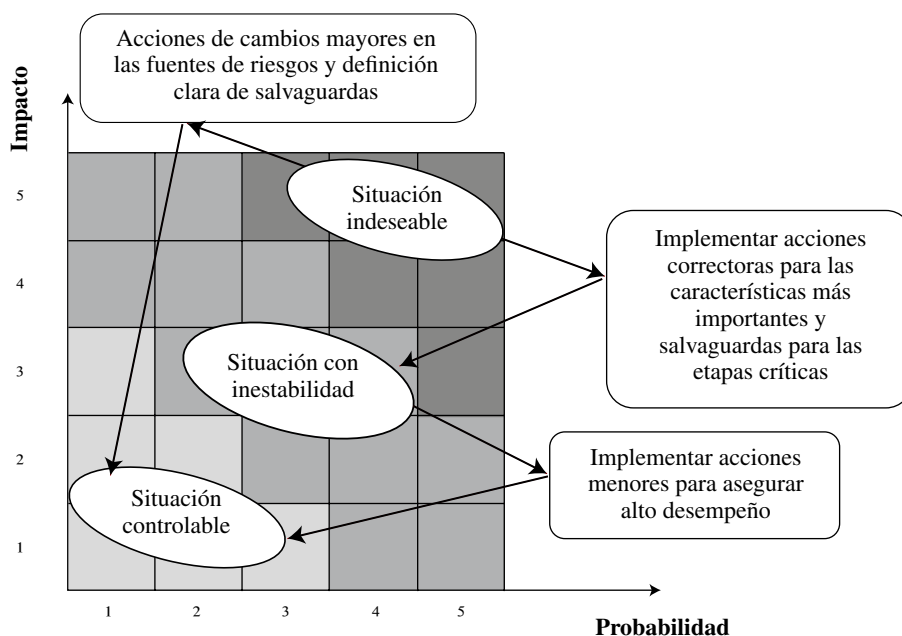 Acciones de cambios mayores en
las fuentes de riesgos y definición
clara de salvaguardas
Impacto
5
4
3
2
1
Situación
indeseable
Implementar acciones
correctoras para las
características más
importantes y
salvaguardas para las
etapas críticas
Situación con
inestabilidad
Implementar acciones
menores para asegurar
alto desempeño
Situación
controlable
1 2 3 4 5
Probabilidad